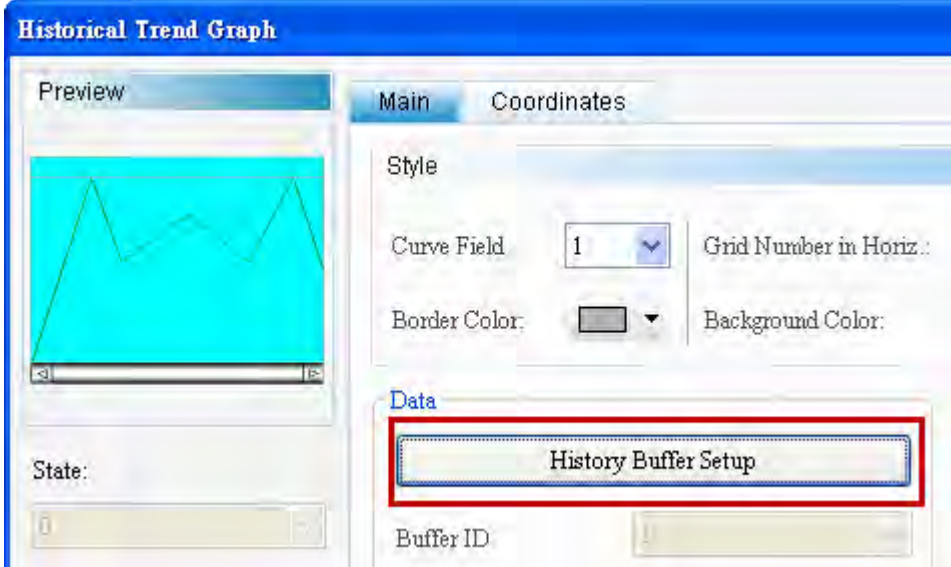 Historical Trend Graph
Preview
Main Coordinates
Style
Curve Field 1 Grid Number in Horiz.:
Border Color: Background Color:
Data
History Buffer Setup
State:
0
Buffer ID